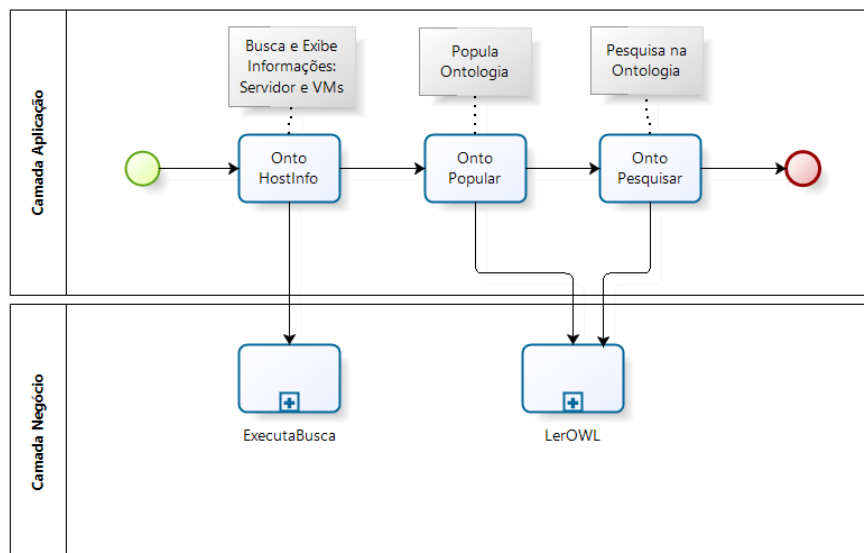 Camada Aplicação
Busca e Exibe
Informações:
Servidor e VMs
Popula
Ontologia
Pesquisa na
Ontologia
Onto
HostInfo
Onto
Popular
Onto
Pesquisar
Camada Negócio
ExecutaBusca
LerOWL